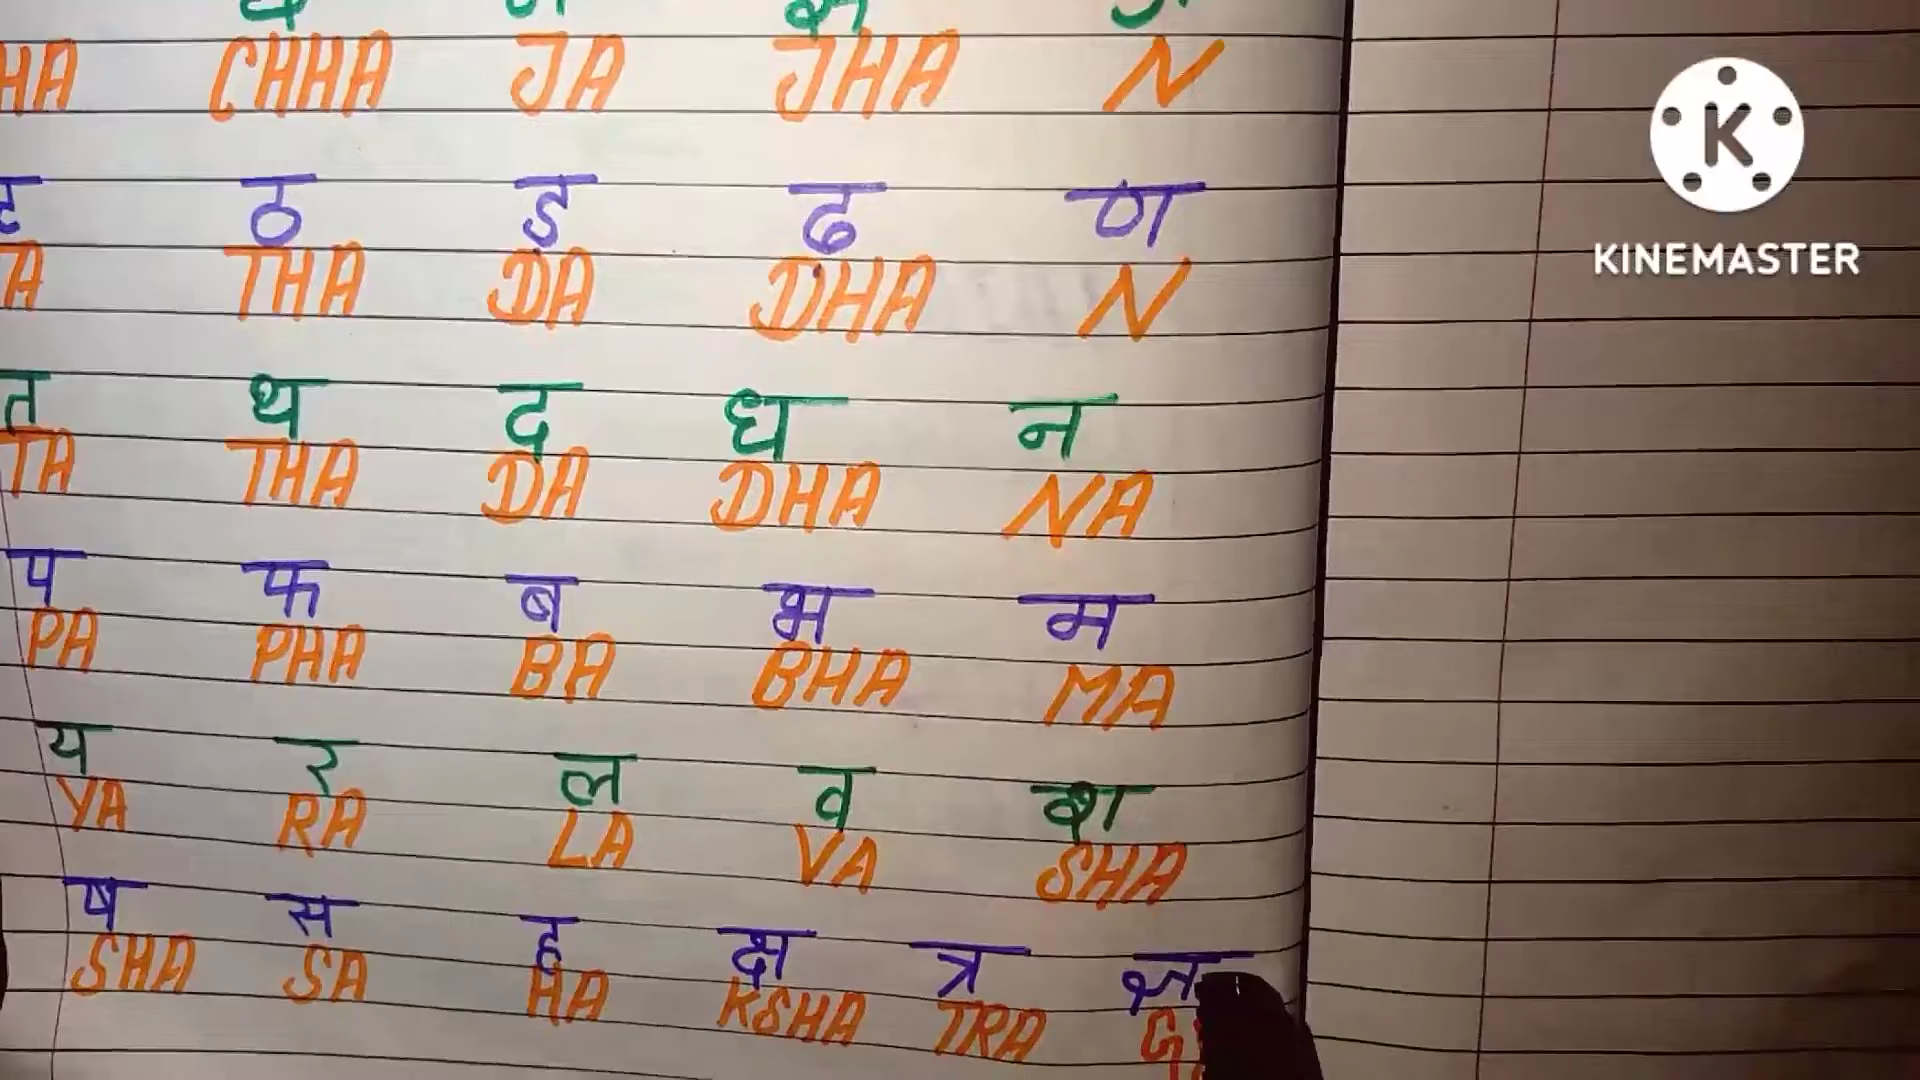 HA CHHA JA JHA N
ट ठ ड ढ ण
TA THA DA DHA N
त थ द ध न
TA THA DA DHA NA
प फ ब भ म
PA PHA BA BHA MA
य र ल व श
YA RA LA VA SHA
ष स ह क्ष त्र ज्ञ
SHA SA HA KSHA TRA
K
KINEMASTER